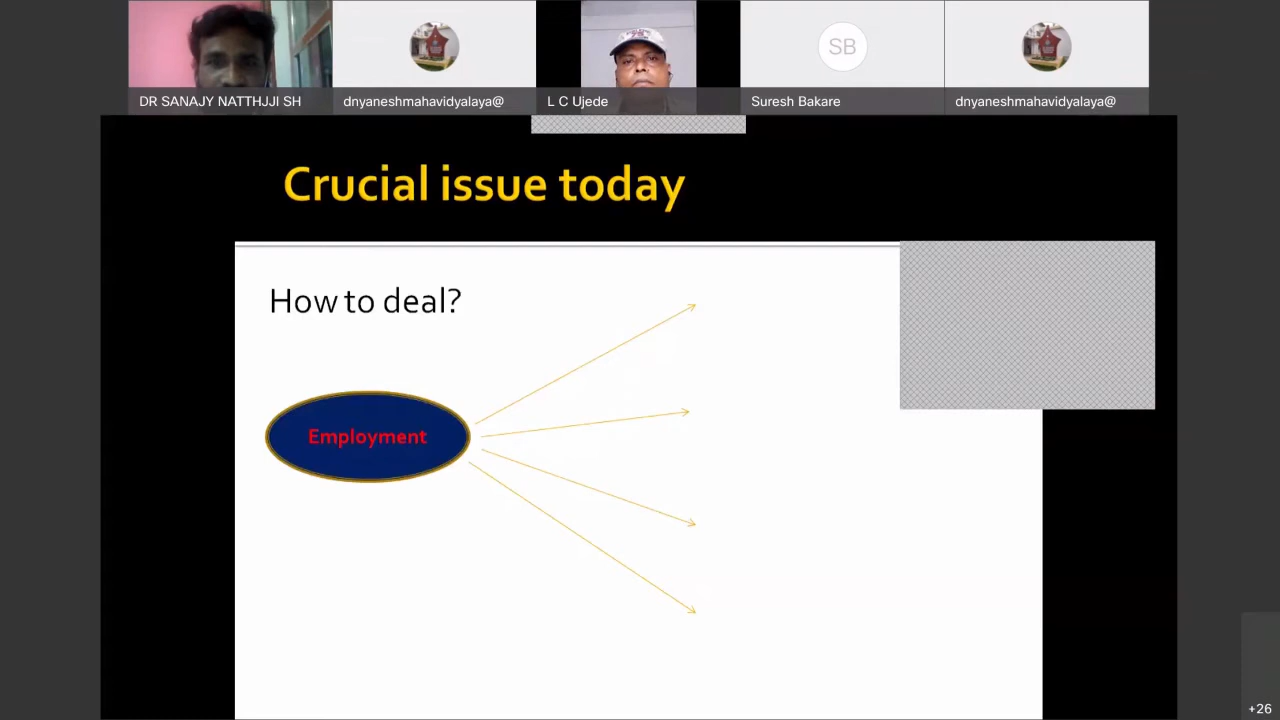 DR SANAJY NATTHJJI SH
dnyaneshmahavidyalaya@
L C Ujede
SB
Suresh Bakare
dnyaneshmahavidyalaya@
Crucial issue today
How to deal?
Employment
+26